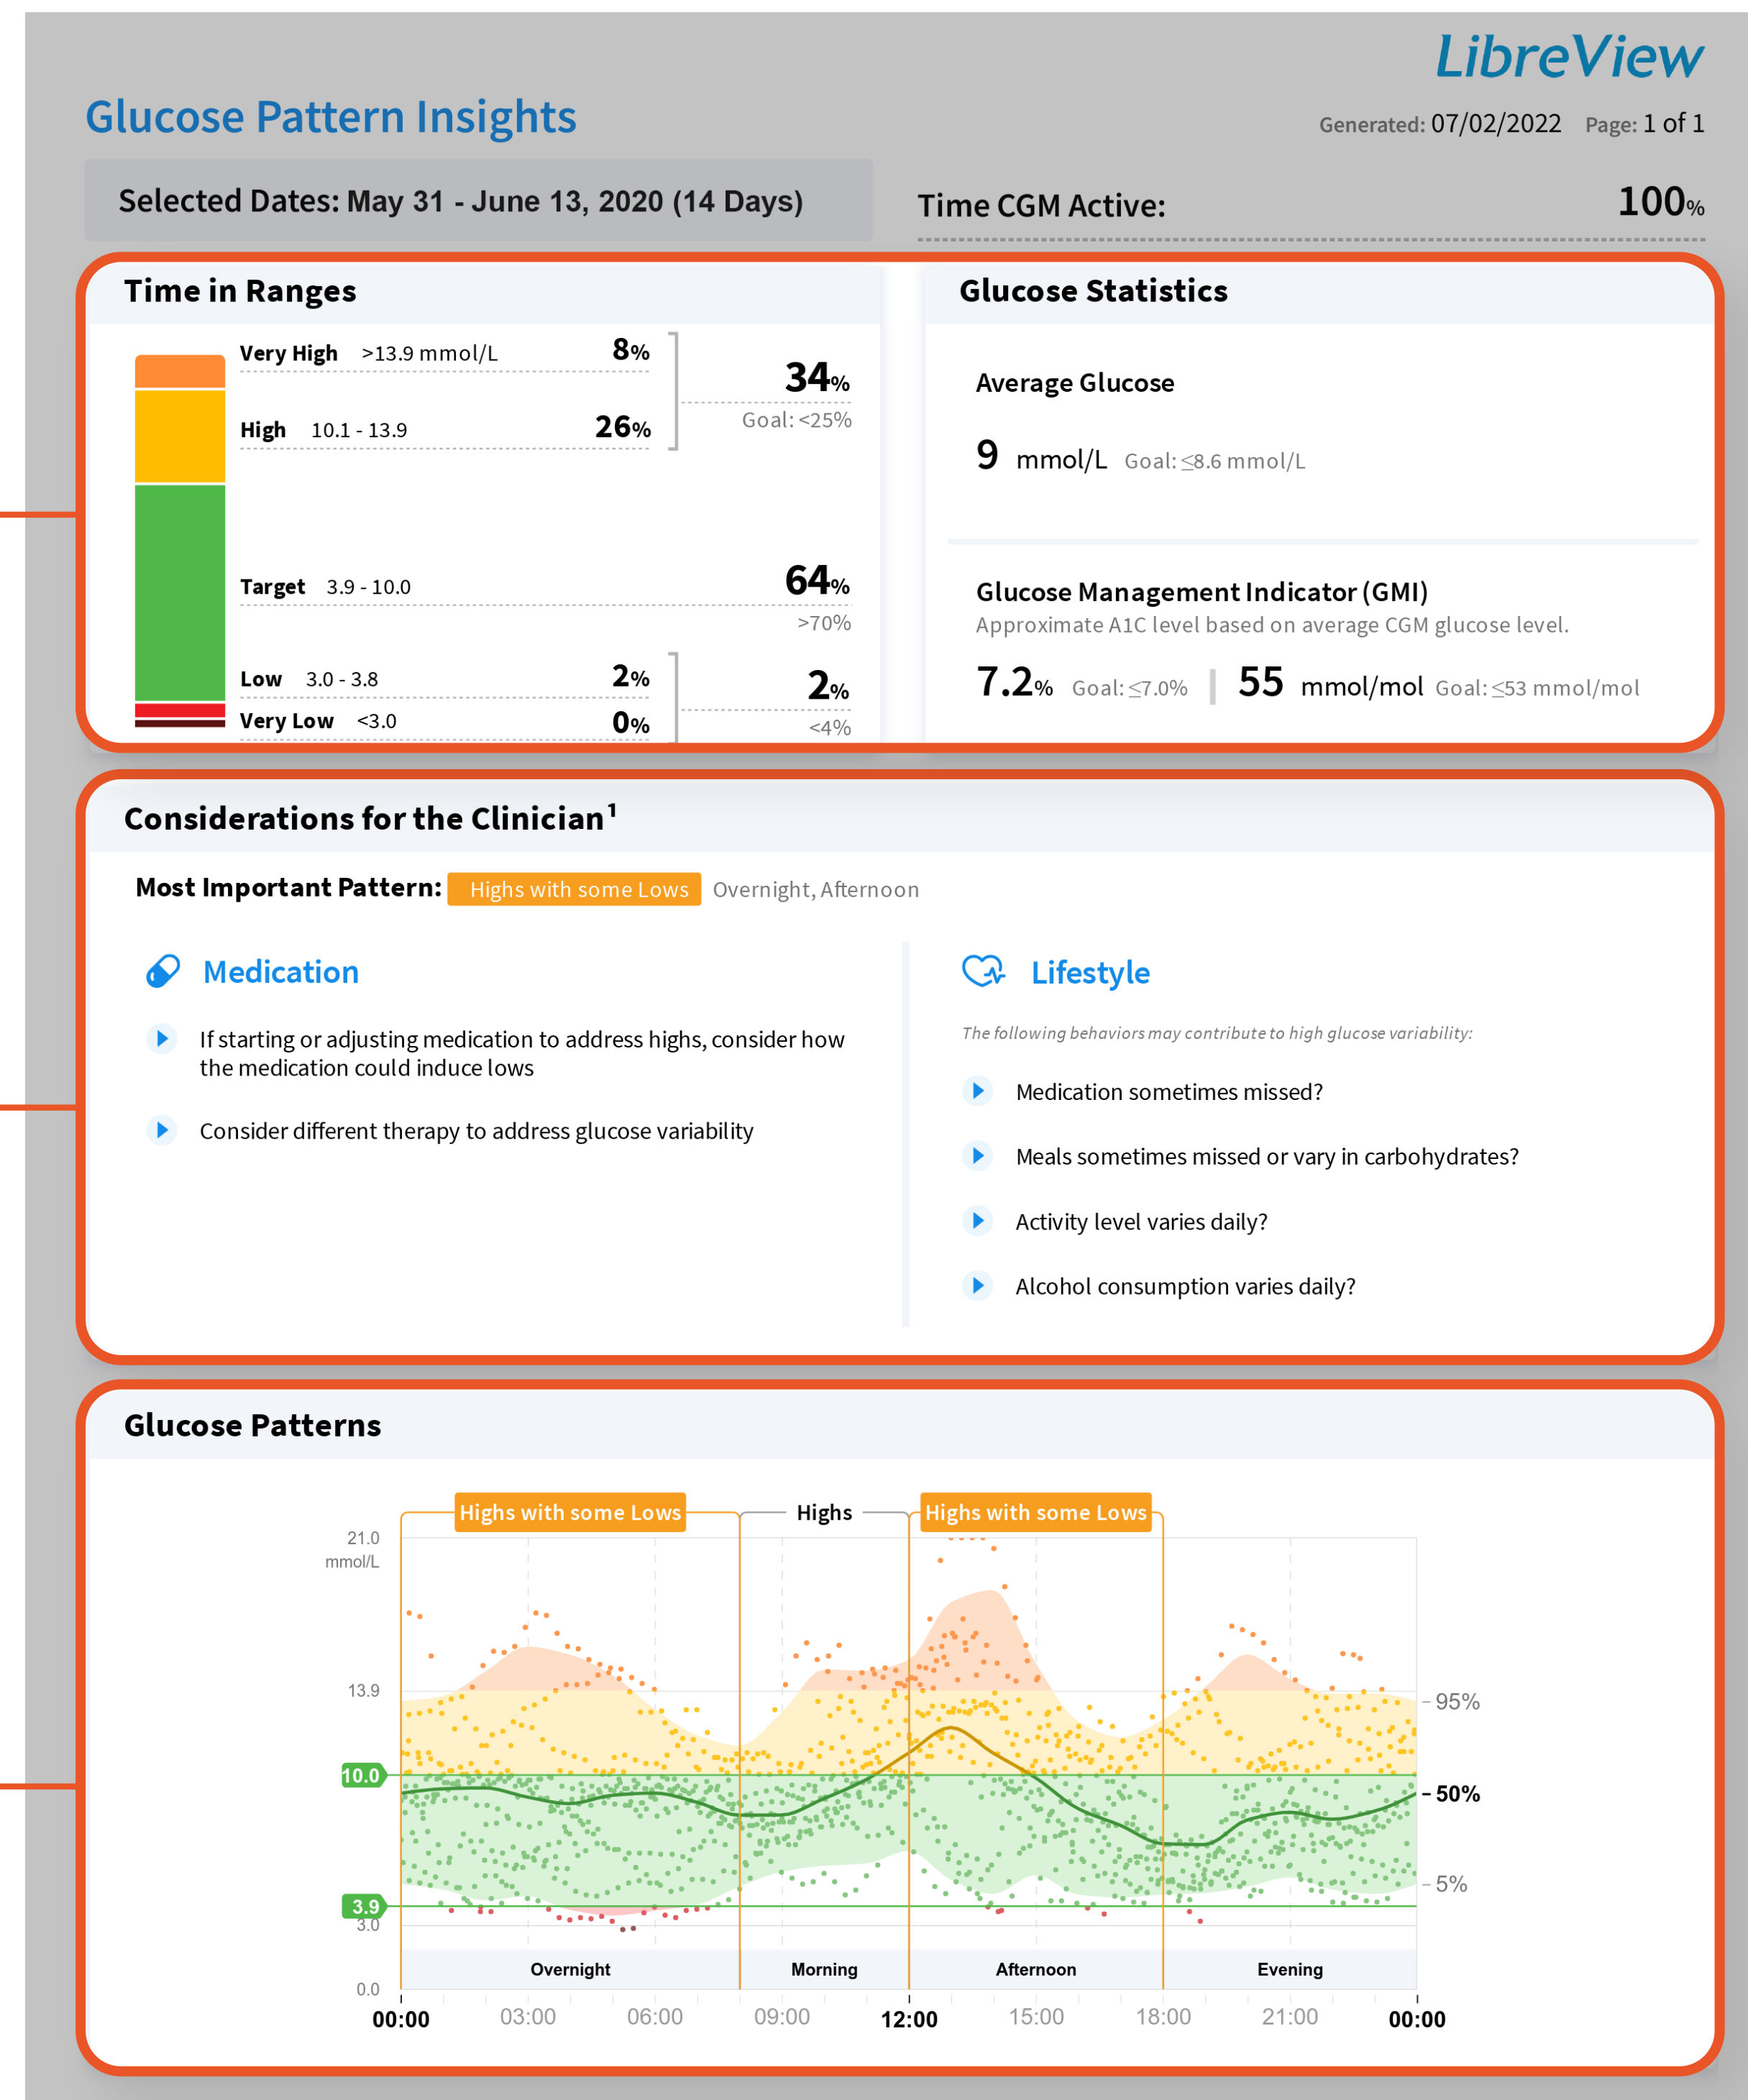 LibreView
Glucose Pattern Insights
Generated: 07/02/2022 Page: 1 of 1
Selected Dates: May 31 - June 13, 2020 (14 Days)
Time CGM Active: 100%
Time in Ranges
Very High >13.9 mmol/L 8%
34%
Goal: <25%
High 10.1 - 13.9 26%
Target 3.9 - 10.0 64%
>70%
Low 3.0 - 3.8 2%
2%
Very Low <3.0 0%
<4%
Glucose Statistics
Average Glucose
9 mmol/L Goal: ≤8.6 mmol/L
Glucose Management Indicator (GMI)
Approximate A1C level based on average CGM glucose level.
7.2% Goal: ≤7.0% | 55 mmol/mol Goal: ≤53 mmol/mol
Considerations for the Clinician¹
Most Important Pattern: Highs with some Lows Overnight, Afternoon
Medication
If starting or adjusting medication to address highs, consider how
the medication could induce lows
Consider different therapy to address glucose variability
Lifestyle
The following behaviors may contribute to high glucose variability:
Medication sometimes missed?
Meals sometimes missed or vary in carbohydrates?
Activity level varies daily?
Alcohol consumption varies daily?
Glucose Patterns
Highs with some Lows Highs Highs with some Lows
21.0
mmol/L
13.9
95%
10.0
50%
5%
3.9
3.0
Overnight Morning Afternoon Evening
0.0
00:00 03:00 06:00 09:00 12:00 15:00 18:00 21:00 00:00